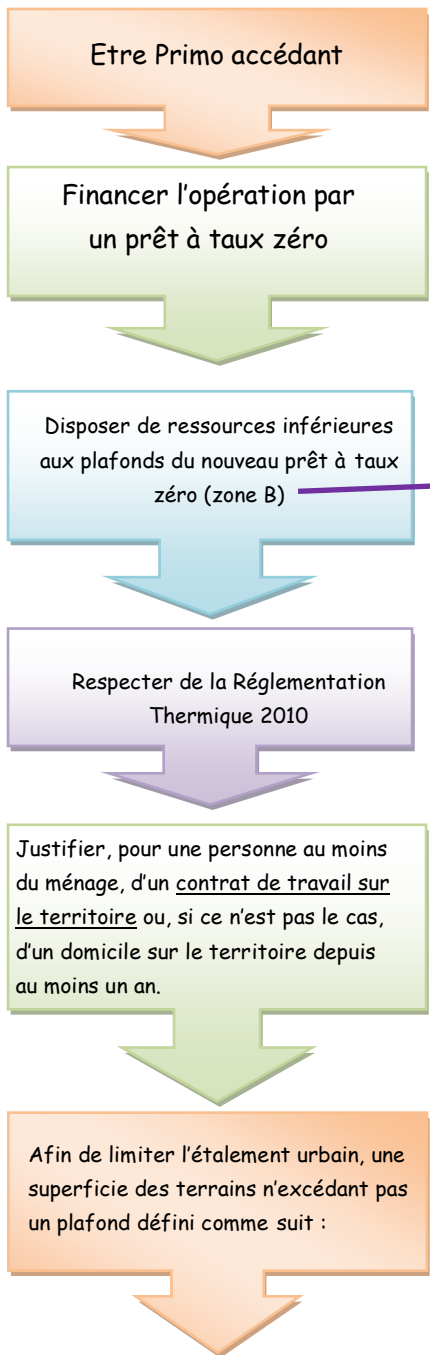 Etre Primo accédant
Financer l’opération par
un prêt à taux zéro
Disposer de ressources inférieures
aux plafonds du nouveau prêt à taux
zéro (zone B)
Respecter de la Réglementation
Thermique 2010
Justifier, pour une personne au moins
du ménage, d’un contrat de travail sur
le territoire ou, si ce n’est pas le cas,
d’un domicile sur le territoire depuis
au moins un an.
Afin de limiter l’étalement urbain, une
superficie des terrains n’excédant pas
un plafond défini comme suit :